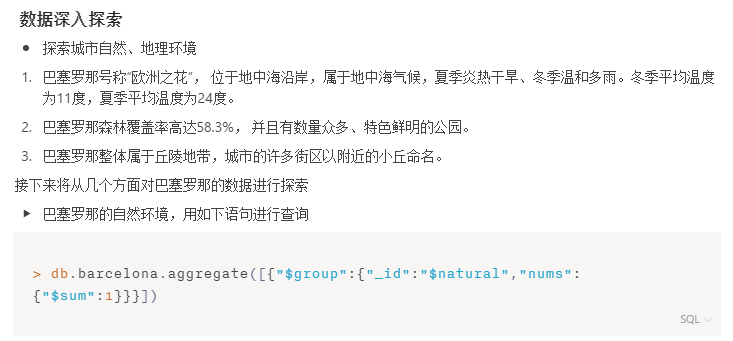 数据深入探索
• 探索城市自然、地理环境
1. 巴塞罗那号称“欧洲之花”， 位于地中海沿岸，属于地中海气候，夏季炎热干旱、冬季温和多雨。冬季平均温度
为11度，夏季平均温度为24度。
2. 巴塞罗那森林覆盖率高达58.3%， 并且有数量众多、特色鲜明的公园。
3. 巴塞罗那整体属于丘陵地带，城市的许多街区以附近的小丘命名。
接下来将从几个方面对巴塞罗那的数据进行探索
▶ 巴塞罗那的自然环境，用如下语句进行查询
> db.barcelona.aggregate([{"$group":{"_id":"$natural","nums":
{"$sum":1}}}])
SQL